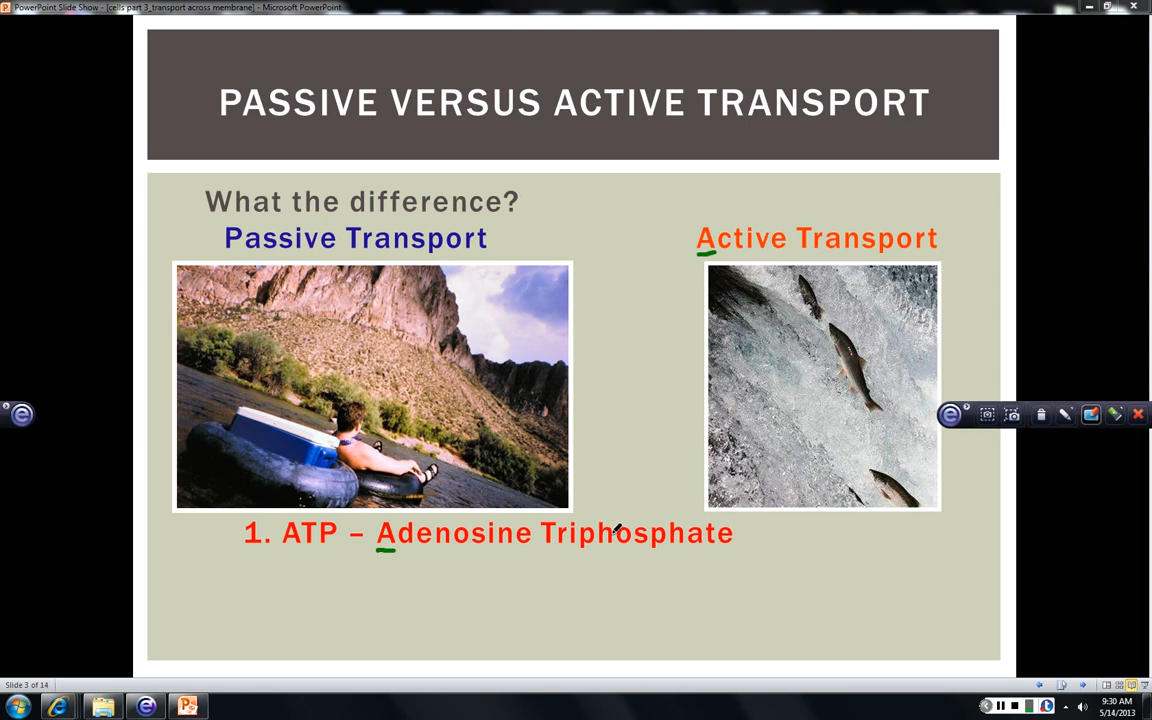 PowerPoint Slide Show - [cells part 3_transport across membrane] - Microsoft PowerPoint
PASSIVE VERSUS ACTIVE TRANSPORT
What the difference?
Passive Transport
Active Transport
1. ATP – Adenosine Triphosphate
Slide 3 of 14
9:30 AM
5/14/2013